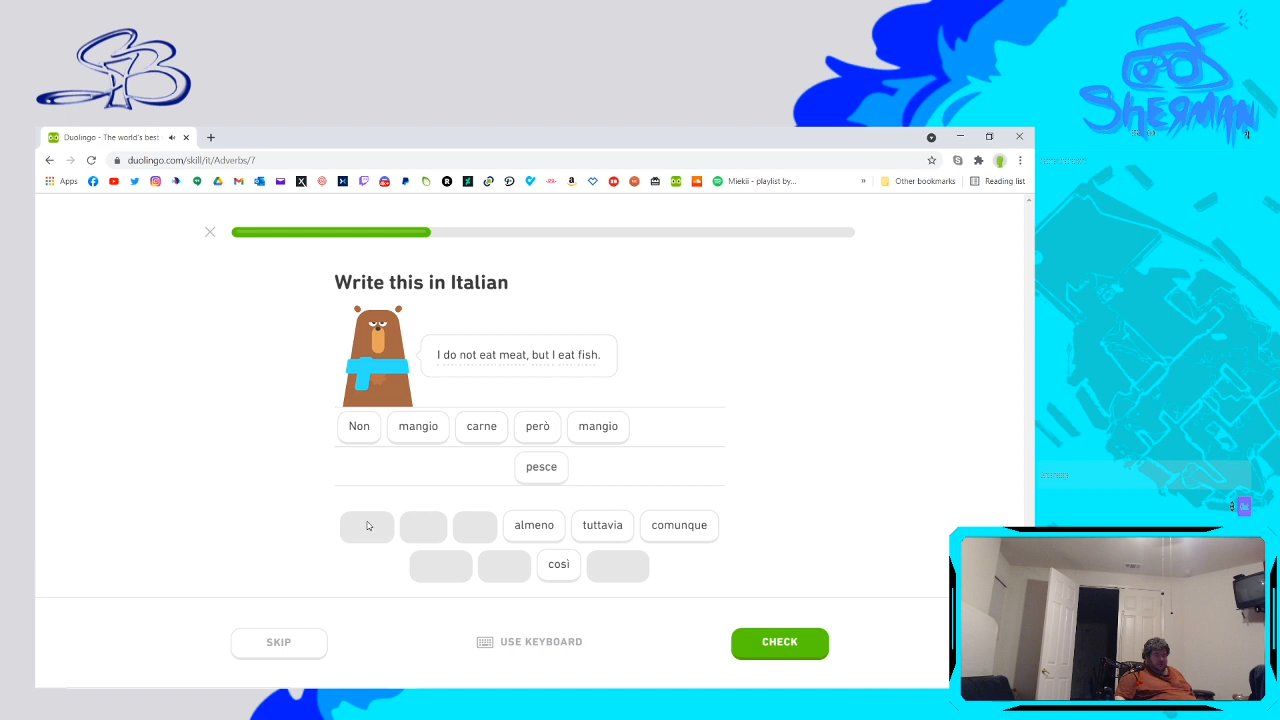 SHERMAN
Duolingo - The world's best
duolingo.com/skill/it/Adverbs/7
Apps
Miekii - playlist by...
»
Other bookmarks
Reading list
Write this in Italian
I do not eat meat, but I eat fish.
Non mangio carne però mangio
pesce
almeno tuttavia comunque
così
SKIP
USE KEYBOARD
CHECK